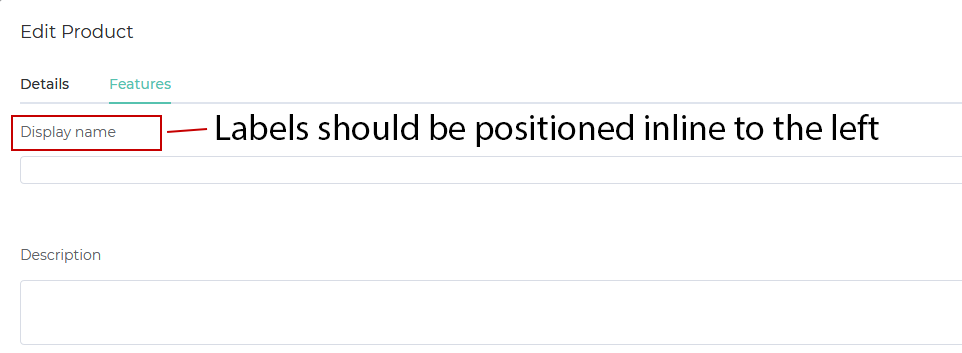 Edit Product
Details Features
Display name Labels should be positioned inline to the left
Description